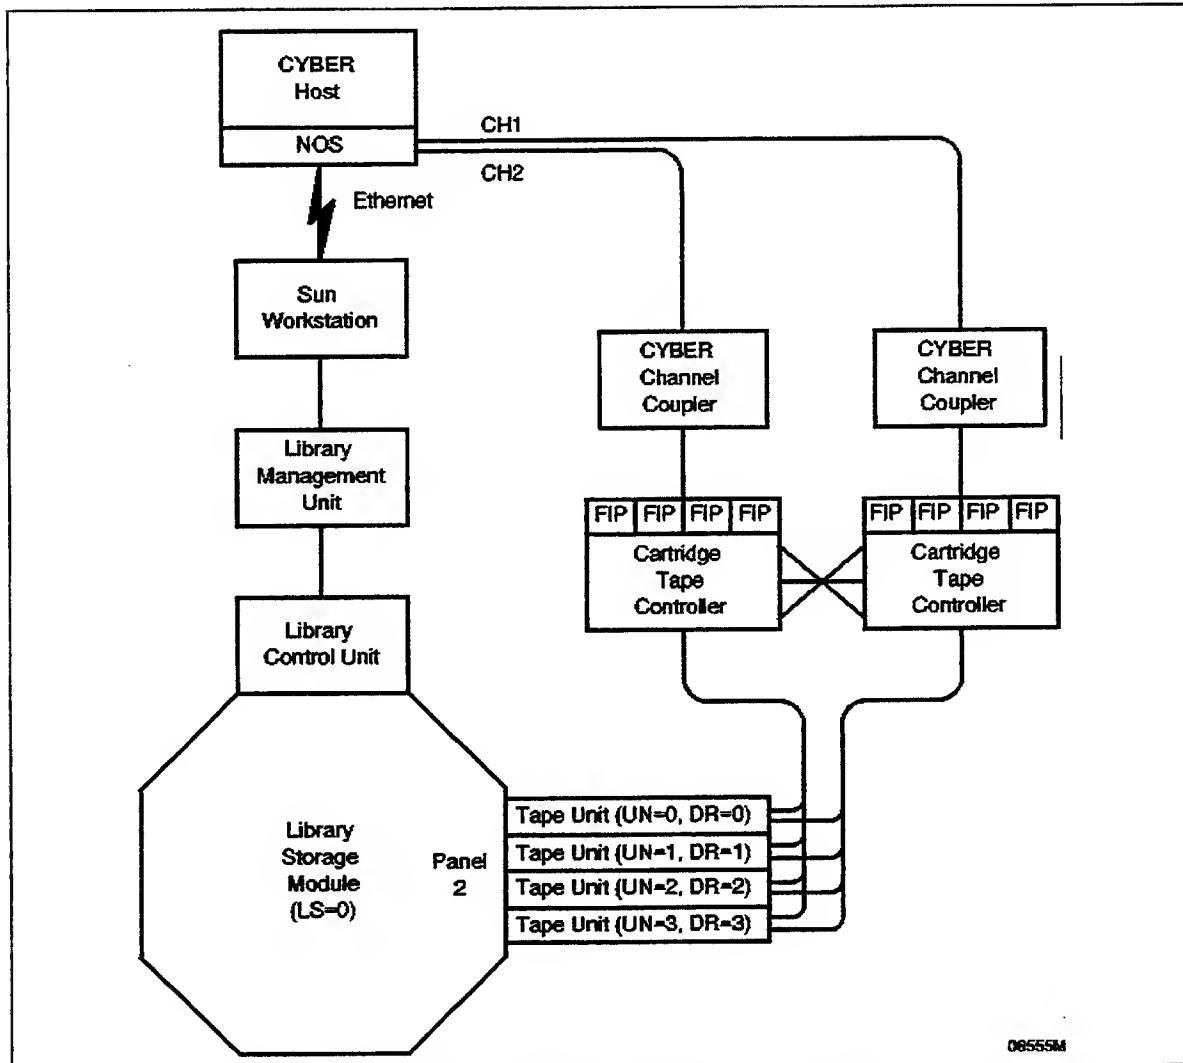 CYBER
Host
NOS
CH1
CH2
Ethernet
Sun
Workstation
CYBER
Channel
Coupler
CYBER
Channel
Coupler
Library
Management
Unit
FIP FIP FIP FIP
Cartridge
Tape
Controller
FIP FIP FIP FIP
Cartridge
Tape
Controller
Library
Control Unit
Library
Storage
Module
(LS=0)
Panel
2
Tape Unit (UN=0, DR=0)
Tape Unit (UN=1, DR=1)
Tape Unit (UN=2, DR=2)
Tape Unit (UN=3, DR=3)
06555M